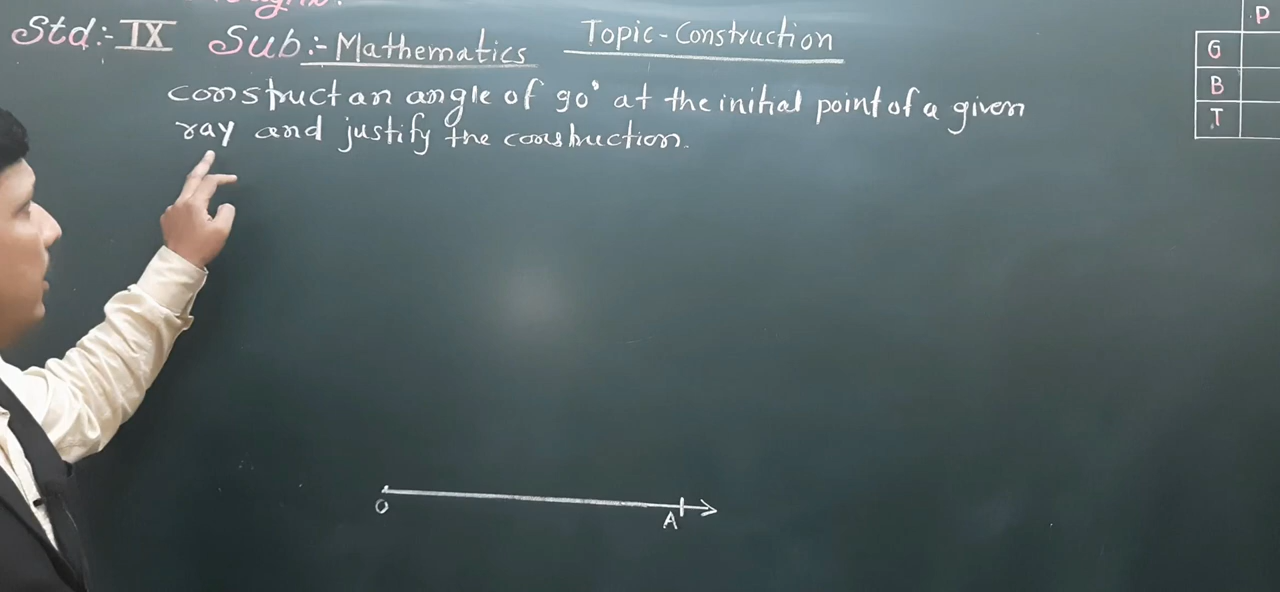 Std:- IX Sub:- Mathematics Topic - Construction
construct an angle of 90° at the initial point of a given
ray and justify the construction.
P
G
B
T
O
A